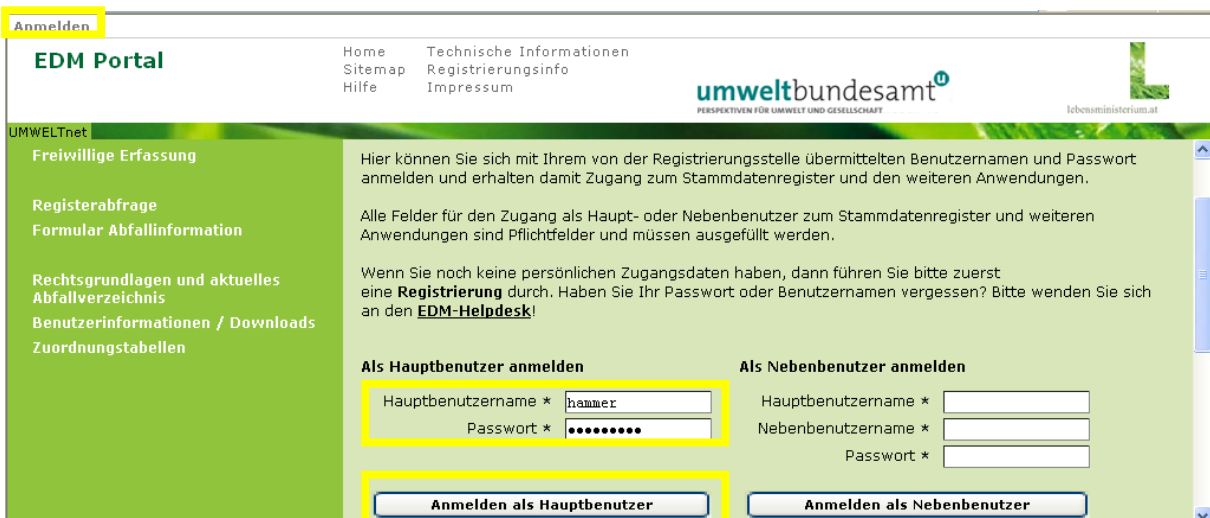 Anmelden
EDM Portal
Home
Sitemap
Hilfe
Technische Informationen
Registrierungsinfo
Impressum
umweltbundesamt u
PERSPEKTIVEN FÜR UMWELT UND GESELLSCHAFT
lebensministerium.at
UMWELTnet
Freiwillige Erfassung
Registerabfrage
Formular Abfallinformation
Rechtsgrundlagen und aktuelles
Abfallverzeichnis
Benutzerinformationen / Downloads
Zuordnungstabellen
Hier können Sie sich mit Ihrem von der Registrierungsstelle übermittelten Benutzernamen und Passwort
anmelden und erhalten damit Zugang zum Stammdatenregister und den weiteren Anwendungen.
Alle Felder für den Zugang als Haupt- oder Nebenbenutzer zum Stammdatenregister und weiteren
Anwendungen sind Pflichtfelder und müssen ausgefüllt werden.
Wenn Sie noch keine persönlichen Zugangsdaten haben, dann führen Sie bitte zuerst
eine Registrierung durch. Haben Sie Ihr Passwort oder Benutzernamen vergessen? Bitte wenden Sie sich
an den EDM-Helpdesk!
Als Hauptbenutzer anmelden
Hauptbenutzername * hammer
Passwort * •••••••••
Anmelden als Hauptbenutzer
Als Nebenbenutzer anmelden
Hauptbenutzername *
Nebenbenutzername *
Passwort *
Anmelden als Nebenbenutzer